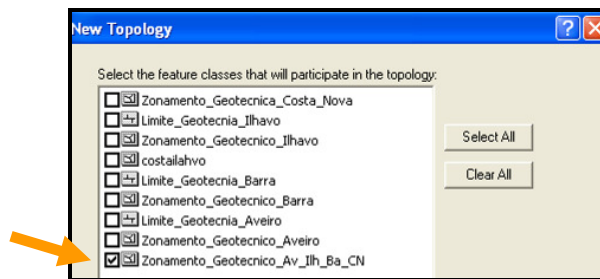 New Topology
Select the feature classes that will participate in the topology:
Zonamento_Geotecnica_Costa_Nova
Limite_Geotecnia_Ilhavo
Zonamento_Geotecnico_Ilhavo
costailahvo
Limite_Geotecnia_Barra
Zonamento_Geotecnico_Barra
Limite_Geotecnia_Aveiro
Zonamento_Geotecnico_Aveiro
Zonamento_Geotecnico_Av_Ilh_Ba_CN
Select All
Clear All